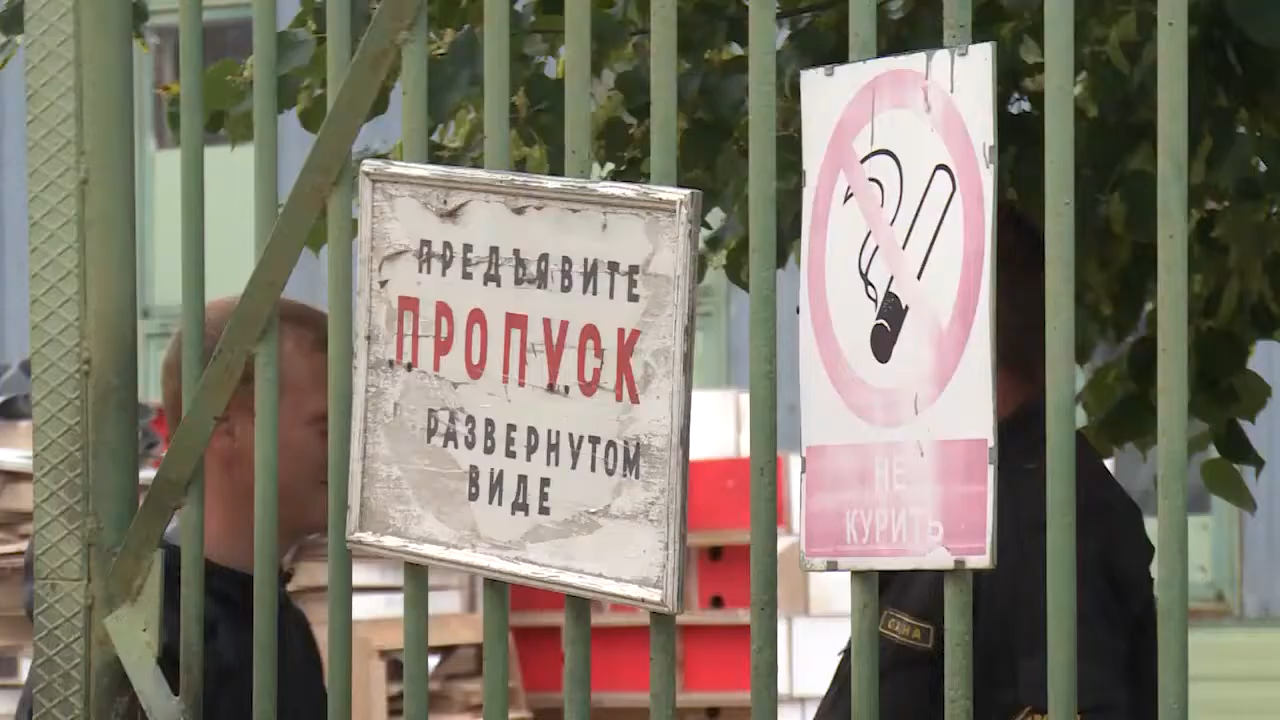 ПРЕДЪЯВИТЕ
ПРОПУСК
РАЗВЕРНУТОМ
ВИДЕ
НЕ
КУРИТЬ